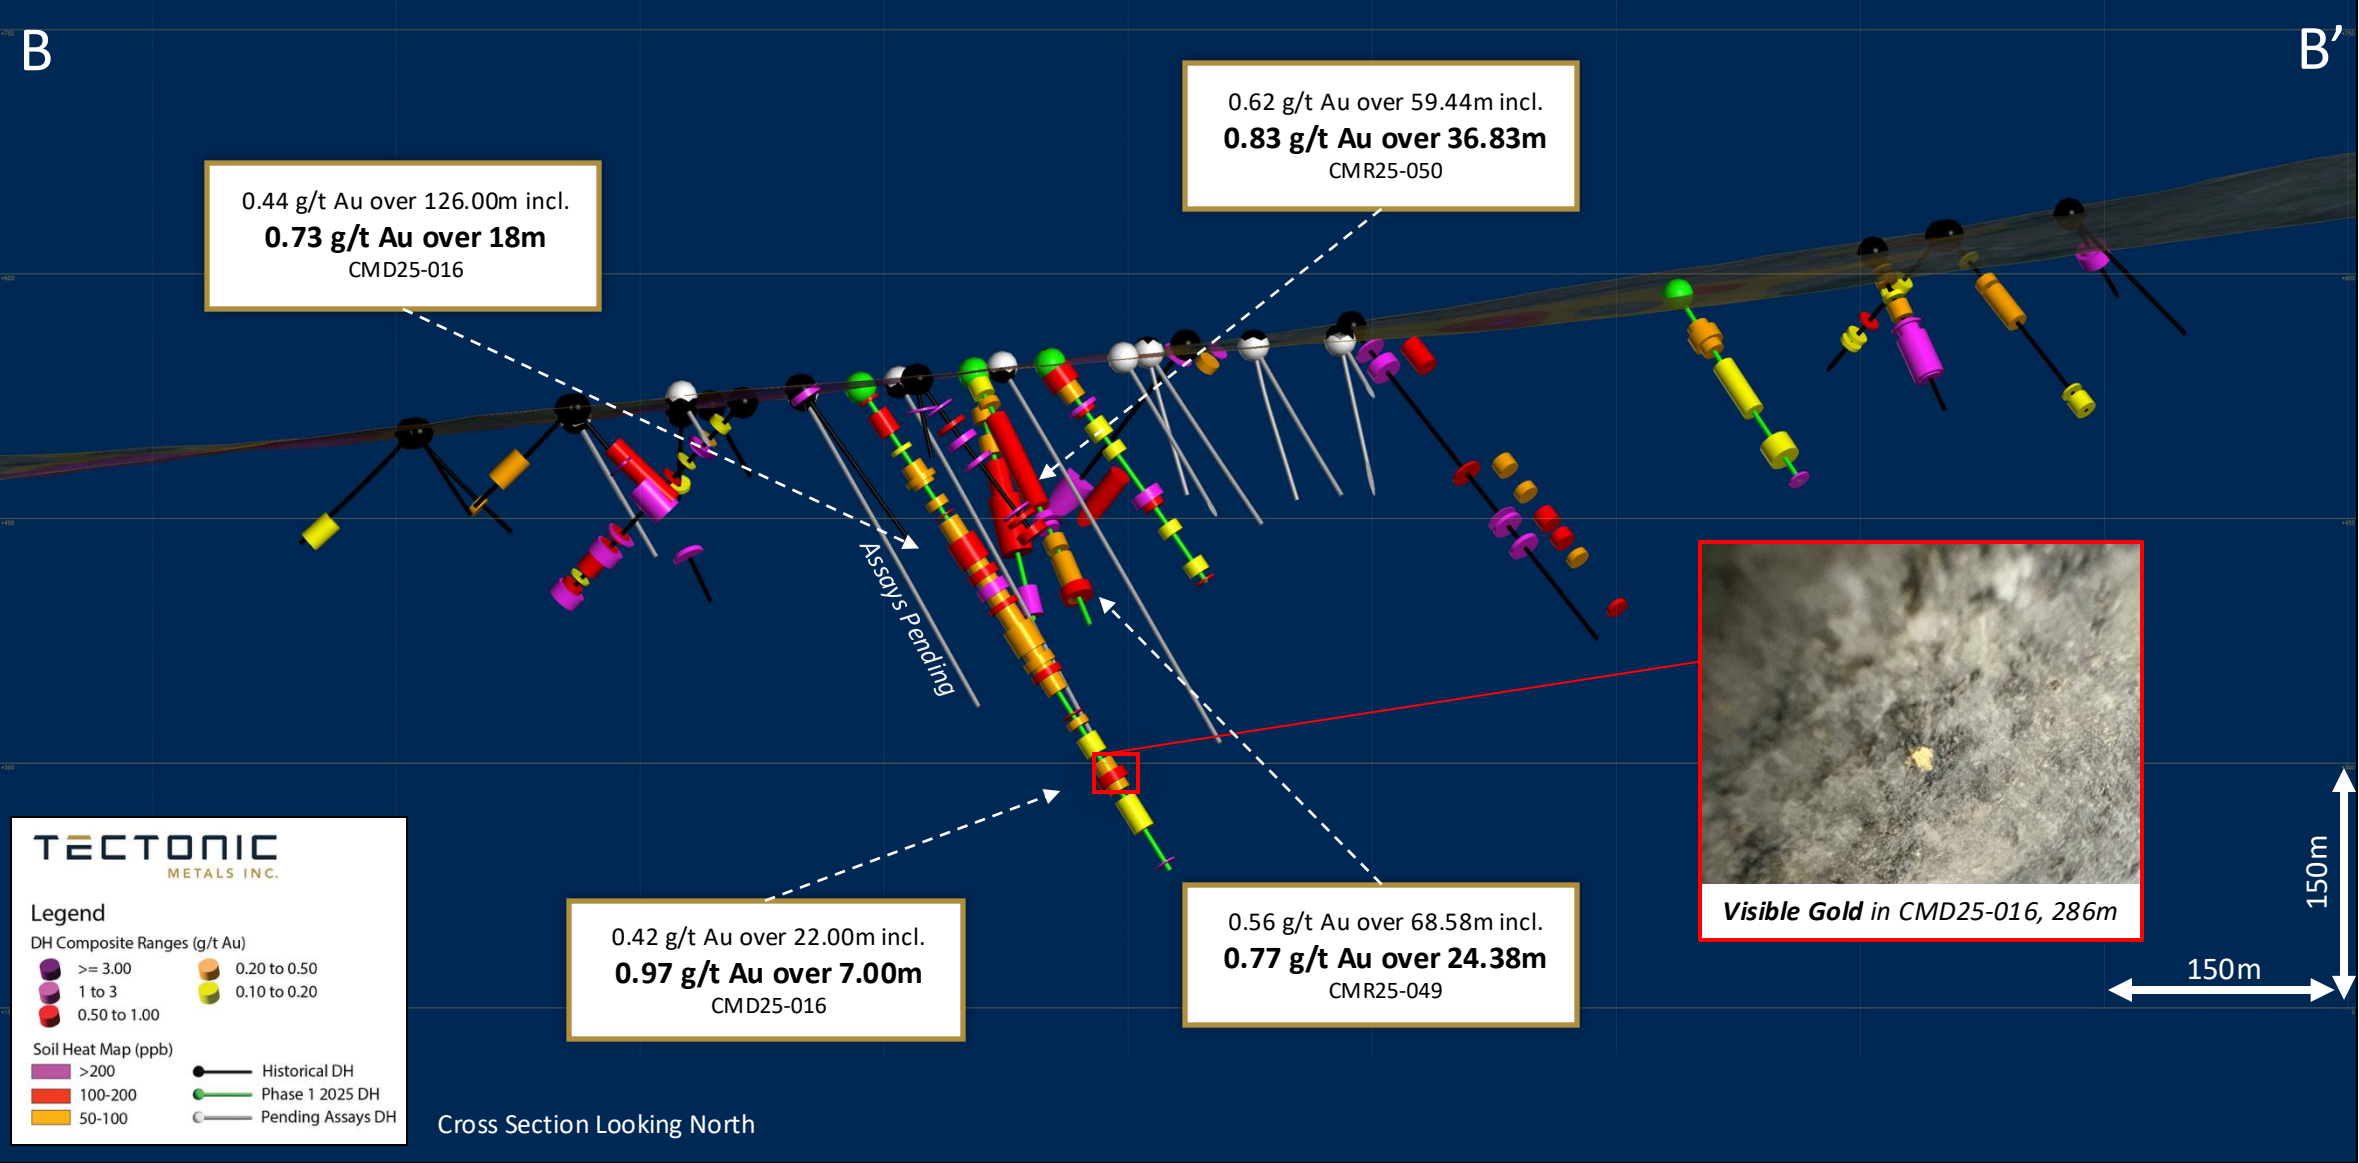 B
B'
0.62 g/t Au over 59.44m incl.
0.83 g/t Au over 36.83m
CMR25-050
0.44 g/t Au over 126.00m incl.
0.73 g/t Au over 18m
CMD25-016
Assays Pending
Visible Gold in CMD25-016, 286m
0.42 g/t Au over 22.00m incl.
0.97 g/t Au over 7.00m
CMD25-016
0.56 g/t Au over 68.58m incl.
0.77 g/t Au over 24.38m
CMR25-049
150m
150m
TECTONIC
METALS INC.
Legend
DH Composite Ranges (g/t Au)
>= 3.00
1 to 3
0.50 to 1.00
0.20 to 0.50
0.10 to 0.20
Soil Heat Map (ppb)
>200
100-200
50-100
Historical DH
Phase 1 2025 DH
Pending Assays DH
Cross Section Looking North